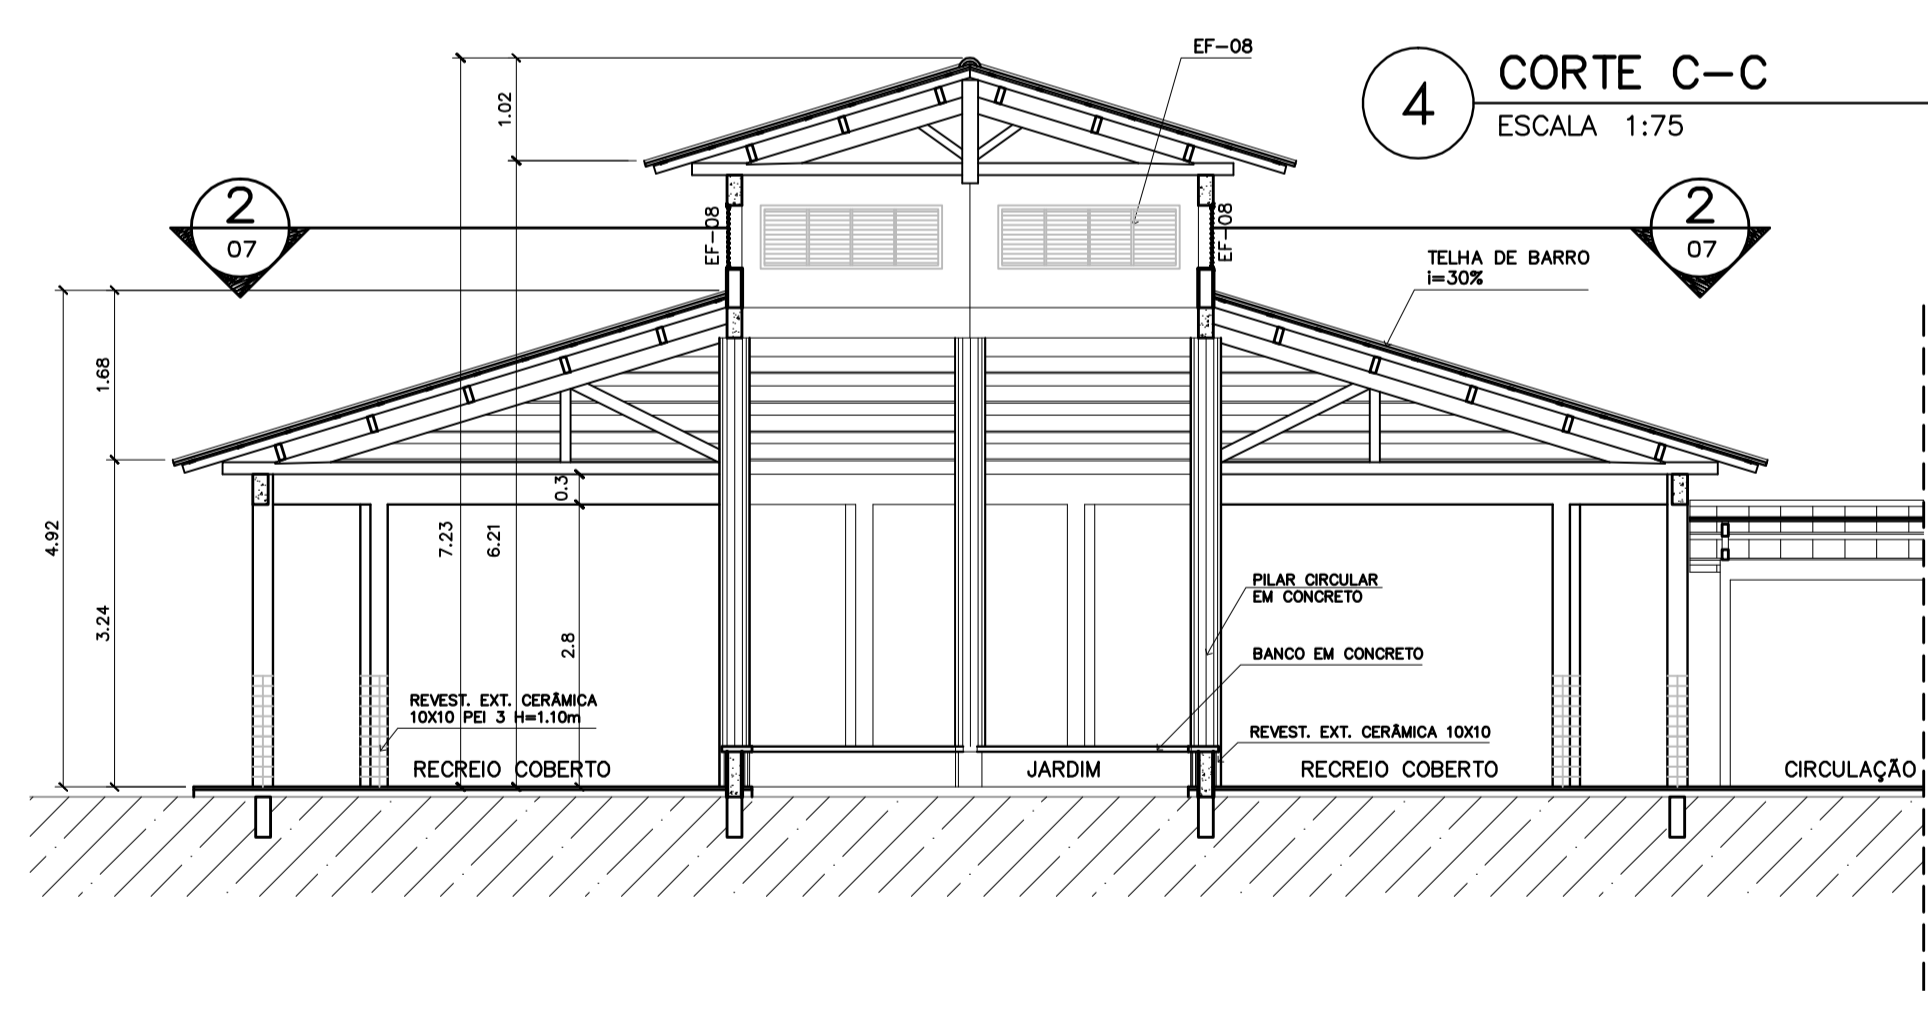 EF-08
4
CORTE C-C
ESCALA 1:75
1.02
2
07
EF-08
EF-08
2
07
TELHA DE BARRO
i=30%
1.68
4.92
3.24
7.23
6.21
0.3
2.8
PILAR CIRCULAR
EM CONCRETO
BANCO EM CONCRETO
REVEST. EXT. CERÂMICA
10X10 PEI 3 H=1.10m
REVEST. EXT. CERÂMICA 10X10
RECREIO COBERTO
JARDIM
RECREIO COBERTO
CIRCULAÇÃO